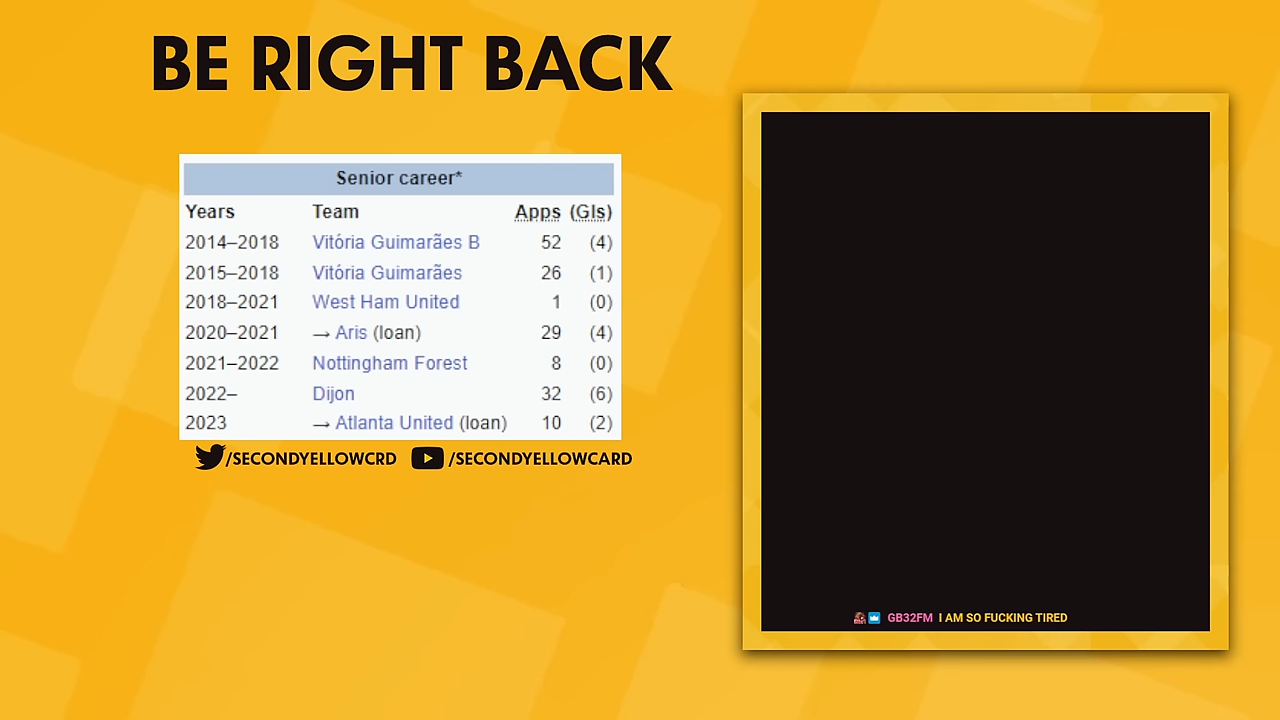 BE RIGHT BACK
Senior career*
Years Team Apps (Gls)
2014–2018 Vitória Guimarães B 52 (4)
2015–2018 Vitória Guimarães 26 (1)
2018–2021 West Ham United 1 (0)
2020–2021 → Aris (loan) 29 (4)
2021–2022 Nottingham Forest 8 (0)
2022– Dijon 32 (6)
2023 → Atlanta United (loan) 10 (2)
/SECONDYELLOWCRD /SECONDYELLOWCARD
GB32FM I AM SO FUCKING TIRED